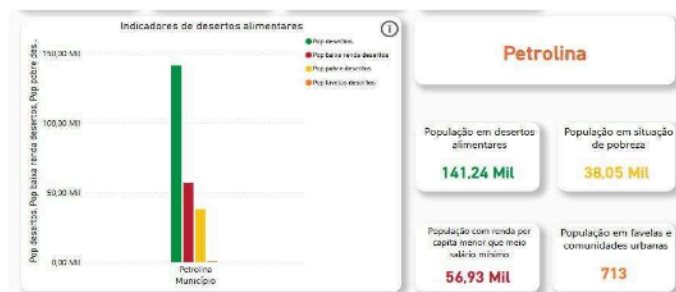 Indicadores de desertos alimentares
Pop desertos, Pop baixa renda desertos, Pop pobre des...
150,00 Mil
100,00 Mil
50,00 Mil
0,00 Mil
Petrolina
Município
Pop desertos
Pop baixa renda desertos
Pop pobre desertos
Pop favelas desertos
Petrolina
População em desertos
alimentares
141,24 Mil
População em situação
de pobreza
38,05 Mil
População com renda per
capita menor que meio
salário mínimo
56,93 Mil
População em favelas e
comunidades urbanas
713